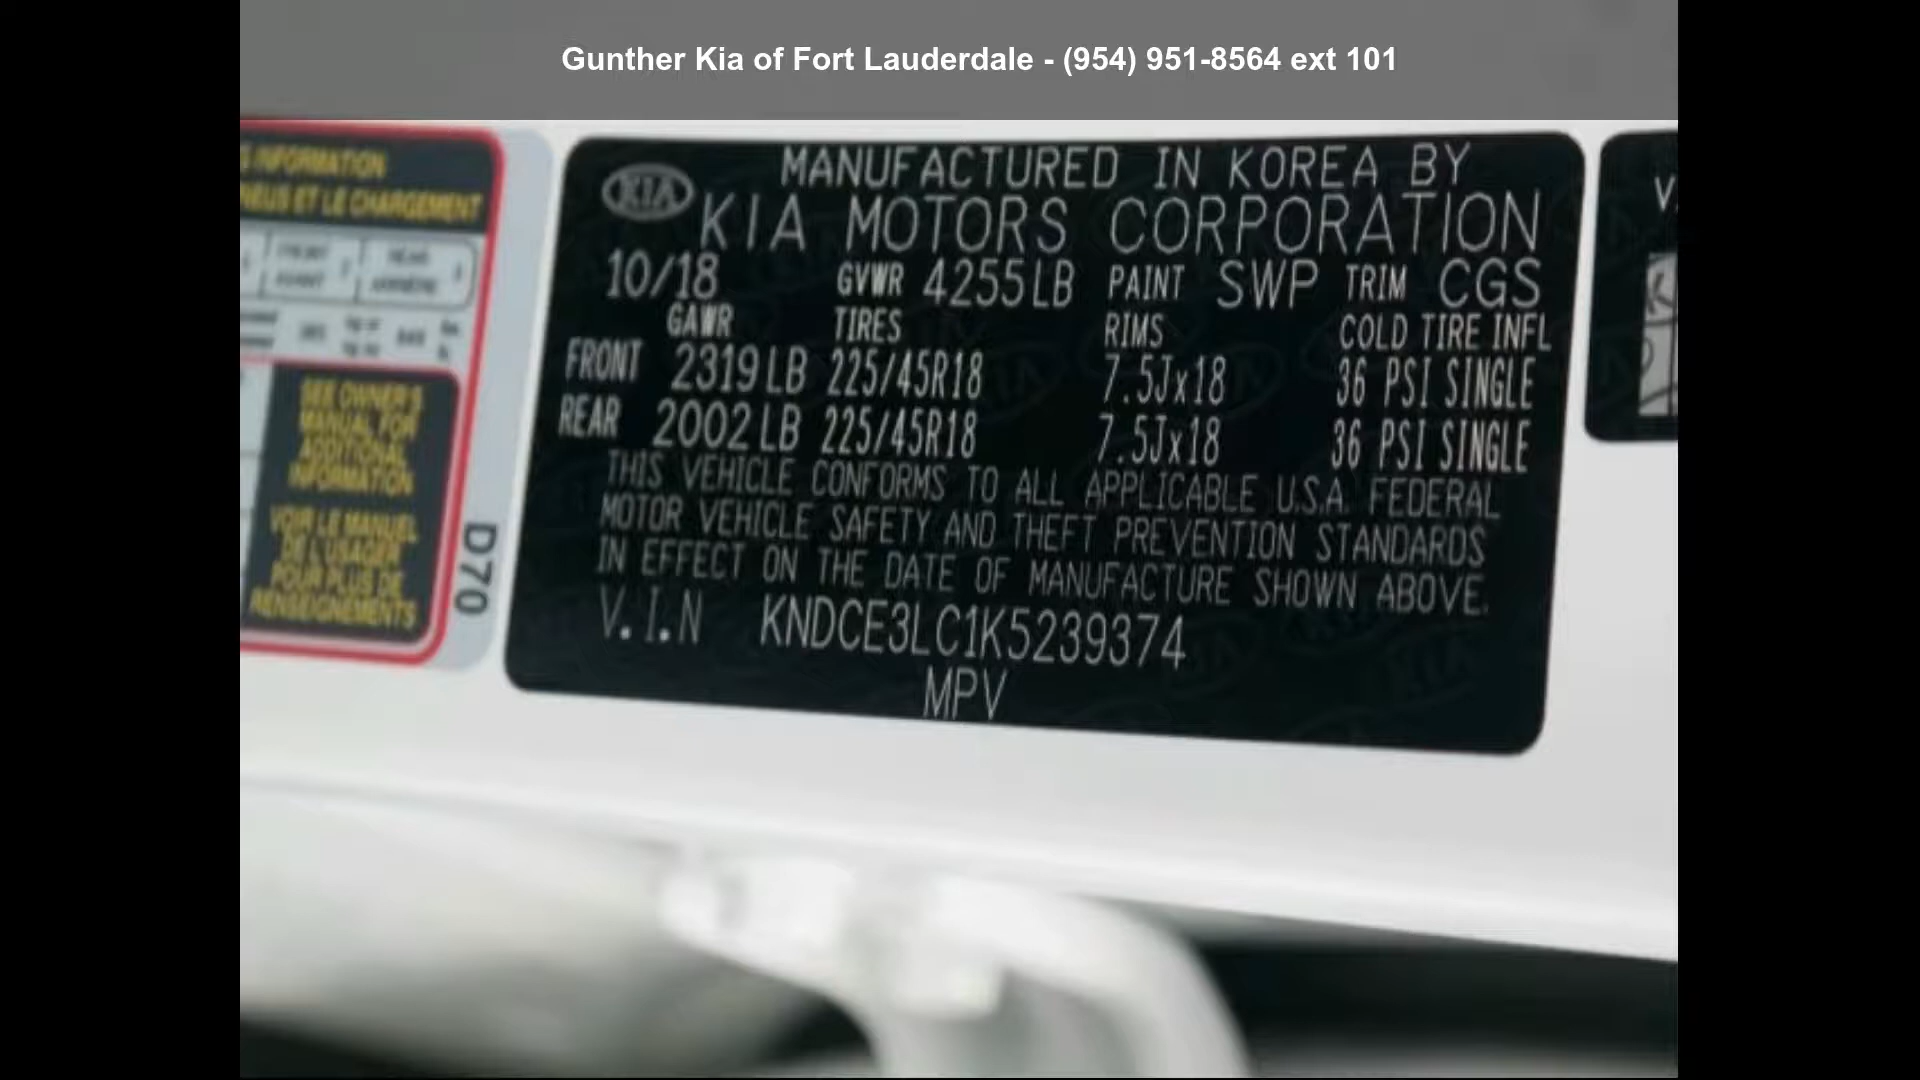 Gunther Kia of Fort Lauderdale - (954) 951-8564 ext 101
INFORMATION
ET LE CHARGEMENT
SEE OWNER'S
MANUAL FOR
ADDITIONAL
INFORMATION
VOIR LE MANUEL
DE L'USAGER
POUR PLUS DE
RENSEIGNEMENTS
D70
KIA
MANUFACTURED IN KOREA BY
KIA MOTORS CORPORATION
10/18 GVWR 4255LB PAINT SWP TRIM CGS
GAWR TIRES RIMS COLD TIRE INFL
FRONT 2319LB 225/45R18 7.5Jx18 36 PSI SINGLE
REAR 2002LB 225/45R18 7.5Jx18 36 PSI SINGLE
THIS VEHICLE CONFORMS TO ALL APPLICABLE U.S.A. FEDERAL
MOTOR VEHICLE SAFETY AND THEFT PREVENTION STANDARDS
IN EFFECT ON THE DATE OF MANUFACTURE SHOWN ABOVE.
V.I.N KNDCE3LC1K5239374
MPV